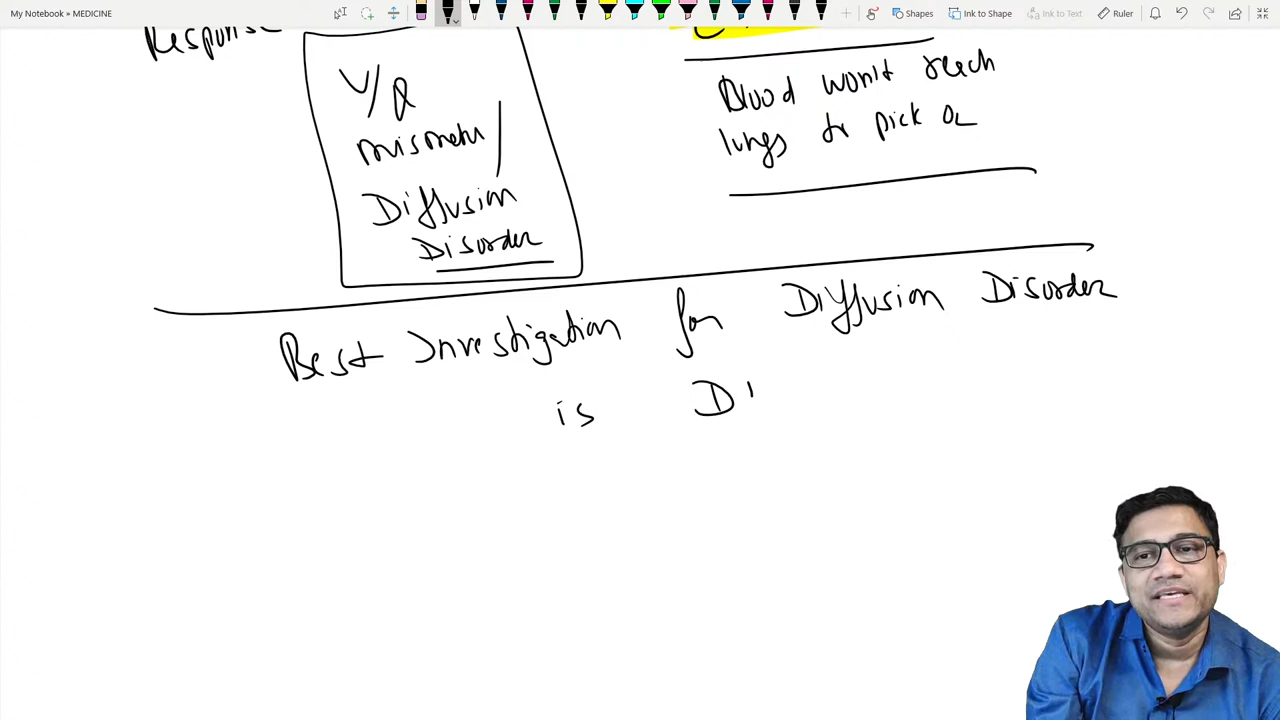 My Notebook » MEDICINE
Shapes
Ink to Shape
Ink to Text
Ruler
Response
V/Q
mismatch/
Diffusion
Disorder
Blood won't reach
lungs to pick O2
Best Investigation for Diffusion Disorder
is D